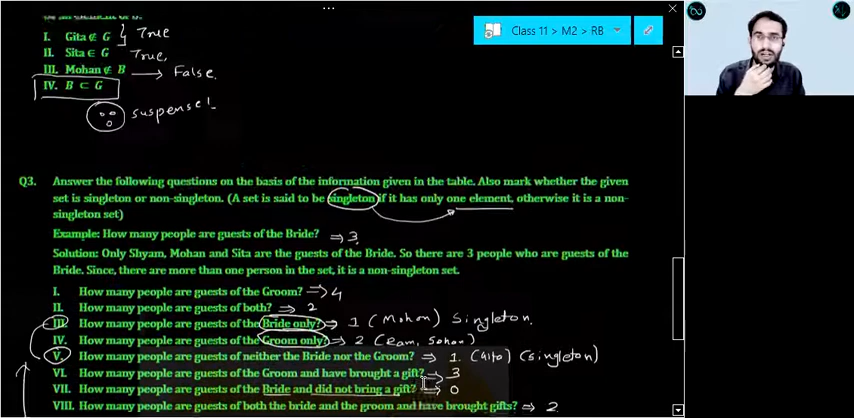 I. Gita ∉ G } True
II. Sita ∈ G True
III. Mohan ∉ B → False.
IV. B ⊂ G
suspense!
Class 11 > M2 > RB
Q3. Answer the following questions on the basis of the information given in the table. Also mark whether the given
set is singleton or non-singleton. (A set is said to be singleton if it has only one element, otherwise it is a non-
singleton set)
Example: How many people are guests of the Bride? ⇒ 3
Solution: Only Shyam, Mohan and Sita are the guests of the Bride. So there are 3 people who are guests of the
Bride. Since, there are more than one person in the set, it is a non-singleton set.
I. How many people are guests of the Groom? ⇒ 4
II. How many people are guests of both? ⇒ 2
III. How many people are guests of the Bride only? ⇒ 1 (Mohan) Singleton.
IV. How many people are guests of the Groom only? ⇒ 2 (Ram, Sohan)
V. How many people are guests of neither the Bride nor the Groom? ⇒ 1. (Gita) (singleton)
VI. How many people are guests of the Groom and have brought a gift? ⇒ 3
VII. How many people are guests of the Bride and did not bring a gift? ⇒ 0
VIII. How many people are guests of both the bride and the groom and have brought gifts? ⇒ 2